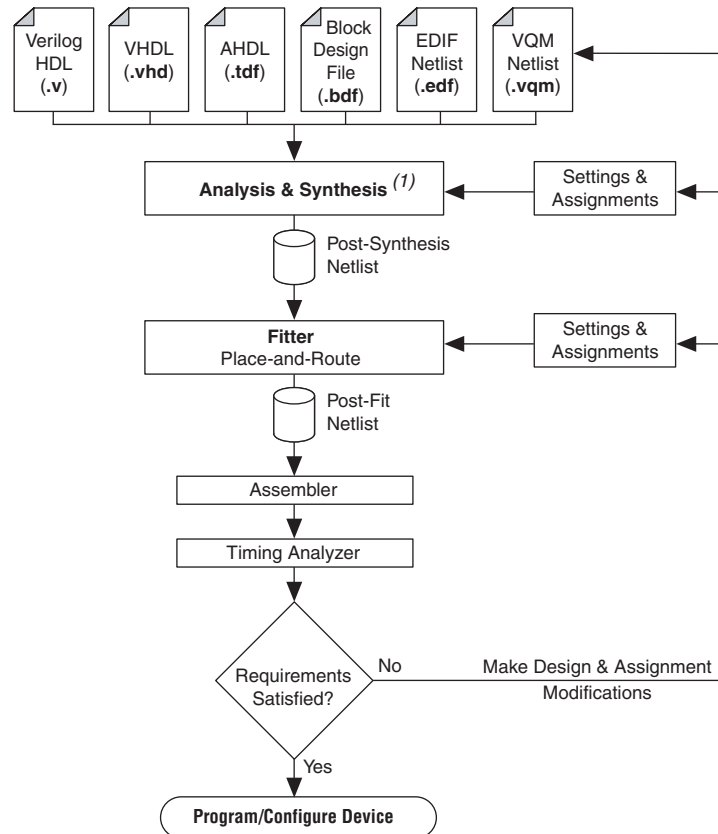 Verilog
HDL
(.v)
VHDL
(.vhd)
AHDL
(.tdf)
Block
Design
File
(.bdf)
EDIF
Netlist
(.edf)
VQM
Netlist
(.vqm)
Analysis & Synthesis (1)
Settings &
Assignments
Post-Synthesis
Netlist
Fitter
Place-and-Route
Settings &
Assignments
Post-Fit
Netlist
Assembler
Timing Analyzer
Requirements
Satisfied?
No
Make Design & Assignment
Modifications
Yes
Program/Configure Device